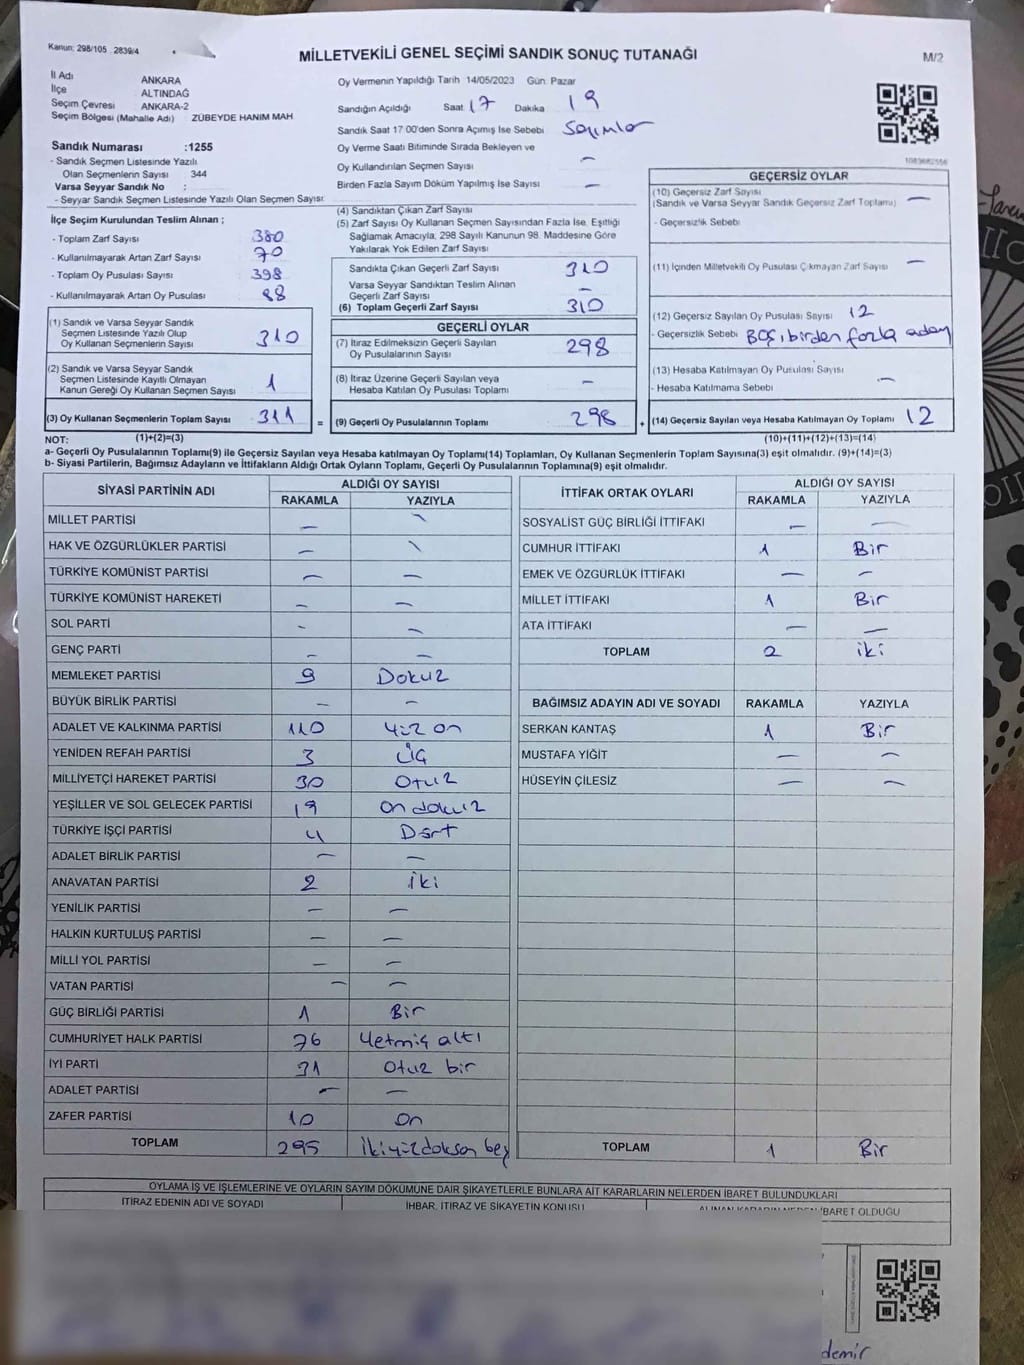 Kanun: 298/105 2839/4
MİLLETVEKİLİ GENEL SEÇİMİ SANDIK SONUÇ TUTANAĞI
M/2
İl Adı ANKARA
İlçe ALTINDAĞ
Seçim Çevresi ANKARA-2
Seçim Bölgesi (Mahalle Adı) ZÜBEYDE HANIM MAH
Oy Vermenin Yapıldığı Tarih 14/05/2023 Gün. Pazar
Sandığın Açıldığı Saat 17 Dakika 19
Sandık Saat 17 00'den Sonra Açımış İse Sebebi Sayımlar
Oy Verme Saati Bitiminde Sırada Bekleyen ve
Oy Kullandırılan Seçmen Sayısı —
Birden Fazla Sayım Döküm Yapılmış İse Sayısı —
Sandık Numarası :1255
- Sandık Seçmen Listesinde Yazılı
Olan Seçmenlerin Sayısı 344
Varsa Seyyar Sandık No :
- Seyyar Sandık Seçmen Listesinde Yazılı Olan Seçmen Sayısı:
İlçe Seçim Kurulundan Teslim Alınan ;
- Toplam Zarf Sayısı 380
- Kullanılmayarak Artan Zarf Sayısı 70
- Toplam Oy Pusulası Sayısı 398
- Kullanılmayarak Artan Oy Pusulası 88
(1) Sandık ve Varsa Seyyar Sandık
Seçmen Listesinde Yazılı Olup
Oy Kullanan Seçmenlerin Sayısı 310
(2) Sandık ve Varsa Seyyar Sandık
Seçmen Listesinde Kayıtlı Olmayan
Kanun Gereği Oy Kullanan Seçmen Sayısı 1
(3) Oy Kullanan Seçmenlerin Toplam Sayısı 311 =
(4) Sandıktan Çıkan Zarf Sayısı
(5) Zarf Sayısı Oy Kullanan Seçmen Sayısından Fazla İse, Eşitliği
Sağlamak Amacıyla, 298 Sayılı Kanunun 98. Maddesine Göre
Yakılarak Yok Edilen Zarf Sayısı
Sandıkta Çıkan Geçerli Zarf Sayısı 310
Varsa Seyyar Sandıktan Teslim Alınan
Geçerli Zarf Sayısı —
(6) Toplam Geçerli Zarf Sayısı 310
GEÇERLİ OYLAR
(7) İtiraz Edilmeksizin Geçerli Sayılan
Oy Pusulalarının Sayısı 298
(8) İtiraz Üzerine Geçerli Sayılan veya
Hesaba Katılan Oy Pusulası Toplamı —
(9) Geçerli Oy Pusulalarının Toplamı 298 +
1083682556
GEÇERSİZ OYLAR
(10) Geçersiz Zarf Sayısı
(Sandık ve Varsa Seyyar Sandık Geçersiz Zarf Toplamı) —
- Geçersizlik Sebebi
(11) İçinden Milletvekili Oy Pusulası Çıkmayan Zarf Sayısı —
(12) Geçersiz Sayılan Oy Pusulası Sayısı 12
- Geçersizlik Sebebi Boş, birden fazla aday
(13) Hesaba Katılmayan Oy Pusulası Sayısı —
- Hesaba Katılmama Sebebi
(14) Geçersiz Sayılan veya Hesaba Katılmayan Oy Toplamı 12
NOT: (1)+(2)=(3) (10)+(11)+(12)+(13)=(14)
a- Geçerli Oy Pusulalarının Toplamı(9) ile Geçersiz Sayılan veya Hesaba katılmayan Oy Toplamı(14) Toplamları, Oy Kullanan Seçmenlerin Toplam Sayısına(3) eşit olmalıdır. (9)+(14)=(3)
b- Siyasi Partilerin, Bağımsız Adayların ve İttifakların Aldığı Ortak Oyların Toplamı, Geçerli Oy Pusulalarının Toplamına(9) eşit olmalıdır.
SİYASİ PARTİNİN ADI ALDIĞI OY SAYISI
RAKAMLA YAZIYLA
MİLLET PARTİSİ — —
HAK VE ÖZGÜRLÜKLER PARTİSİ — —
TÜRKİYE KOMÜNİST PARTİSİ — —
TÜRKİYE KOMÜNİST HAREKETİ — —
SOL PARTİ — —
GENÇ PARTİ — —
MEMLEKET PARTİSİ 9 Dokuz
BÜYÜK BİRLİK PARTİSİ — —
ADALET VE KALKINMA PARTİSİ 110 Yüz on
YENİDEN REFAH PARTİSİ 3 Üç
MİLLİYETÇİ HAREKET PARTİSİ 30 Otuz
YEŞİLLER VE SOL GELECEK PARTİSİ 19 on dokuz
TÜRKİYE İŞÇİ PARTİSİ 4 Dört
ADALET BİRLİK PARTİSİ — —
ANAVATAN PARTİSİ 2 İki
YENİLİK PARTİSİ — —
HALKIN KURTULUŞ PARTİSİ — —
MİLLİ YOL PARTİSİ — —
VATAN PARTİSİ — —
GÜÇ BİRLİĞİ PARTİSİ 1 Bir
CUMHURİYET HALK PARTİSİ 76 Yetmiş altı
İYİ PARTİ 31 Otuz bir
ADALET PARTİSİ — —
ZAFER PARTİSİ 10 On
TOPLAM 295 İkiyüzdoksan beş
İTTİFAK ORTAK OYLARI ALDIĞI OY SAYISI
RAKAMLA YAZIYLA
SOSYALİST GÜÇ BİRLİĞİ İTTİFAKI — —
CUMHUR İTTİFAKI 1 Bir
EMEK VE ÖZGÜRLÜK İTTİFAKI — —
MİLLET İTTİFAKI 1 Bir
ATA İTTİFAKI — —
TOPLAM 2 İki
BAĞIMSIZ ADAYIN ADI VE SOYADI RAKAMLA YAZIYLA
SERKAN KANTAŞ 1 Bir
MUSTAFA YİĞİT — —
HÜSEYİN ÇİLESİZ — —
TOPLAM 1 Bir
OYLAMA İŞ VE İŞLEMLERİNE VE OYLARIN SAYIM DÖKÜMÜNE DAİR ŞİKAYETLERLE BUNLARA AİT KARARLARIN NELERDEN İBARET BULUNDUKLARI
İTİRAZ EDENİN ADI VE SOYADI İHBAR, İTİRAZ VE ŞİKAYETİN KONUSU İBARET OLDUĞU
demir